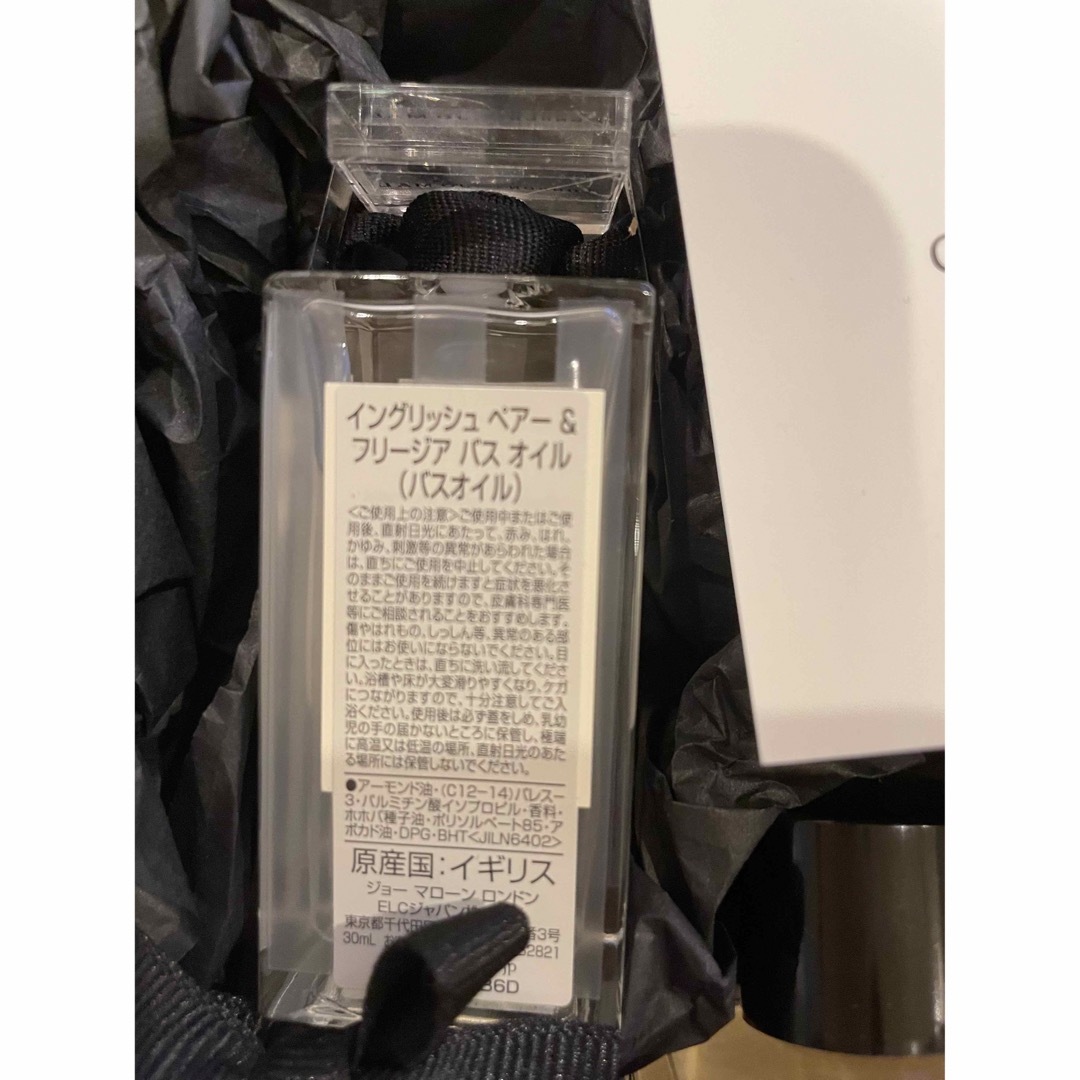 イングリッシュ ペアー &
フリージア バス オイル
(バスオイル)
<ご使用上の注意>ご使用中またはご使
用後、直射日光にあたって、赤み、はれ、
かゆみ、刺激等の異常があらわれた場合
は、直ちにご使用を中止してください。そ
のままご使用を続けますと症状を悪化さ
せることがありますので、皮膚科専門医
等にご相談されることをおすすめします。
傷やはれもの、しっしん等、異常のある部
位にはお使いにならないでください。目
に入ったときは、直ちに洗い流してくださ
い。浴槽や床が大変滑りやすくなり、ケガ
につながりますので、十分注意してご入
浴ください。使用後は必ず蓋をしめ、乳幼
児の手の届かないところに保管し、極端
に高温又は低温の場所、直射日光のあた
る場所には保管しないでください。
●アーモンド油・(C12-14)パレス-
3・パルミチン酸イソプロピル・香料・
ホホバ種子油・ポリソルベート85・ア
ボカド油・DPG・BHT<JILN6402>
原産国:イギリス
ジョー マローン ロンドン
ELCジャパン
東京都千代田 番3号
30mL お 2821
.jp
B6D